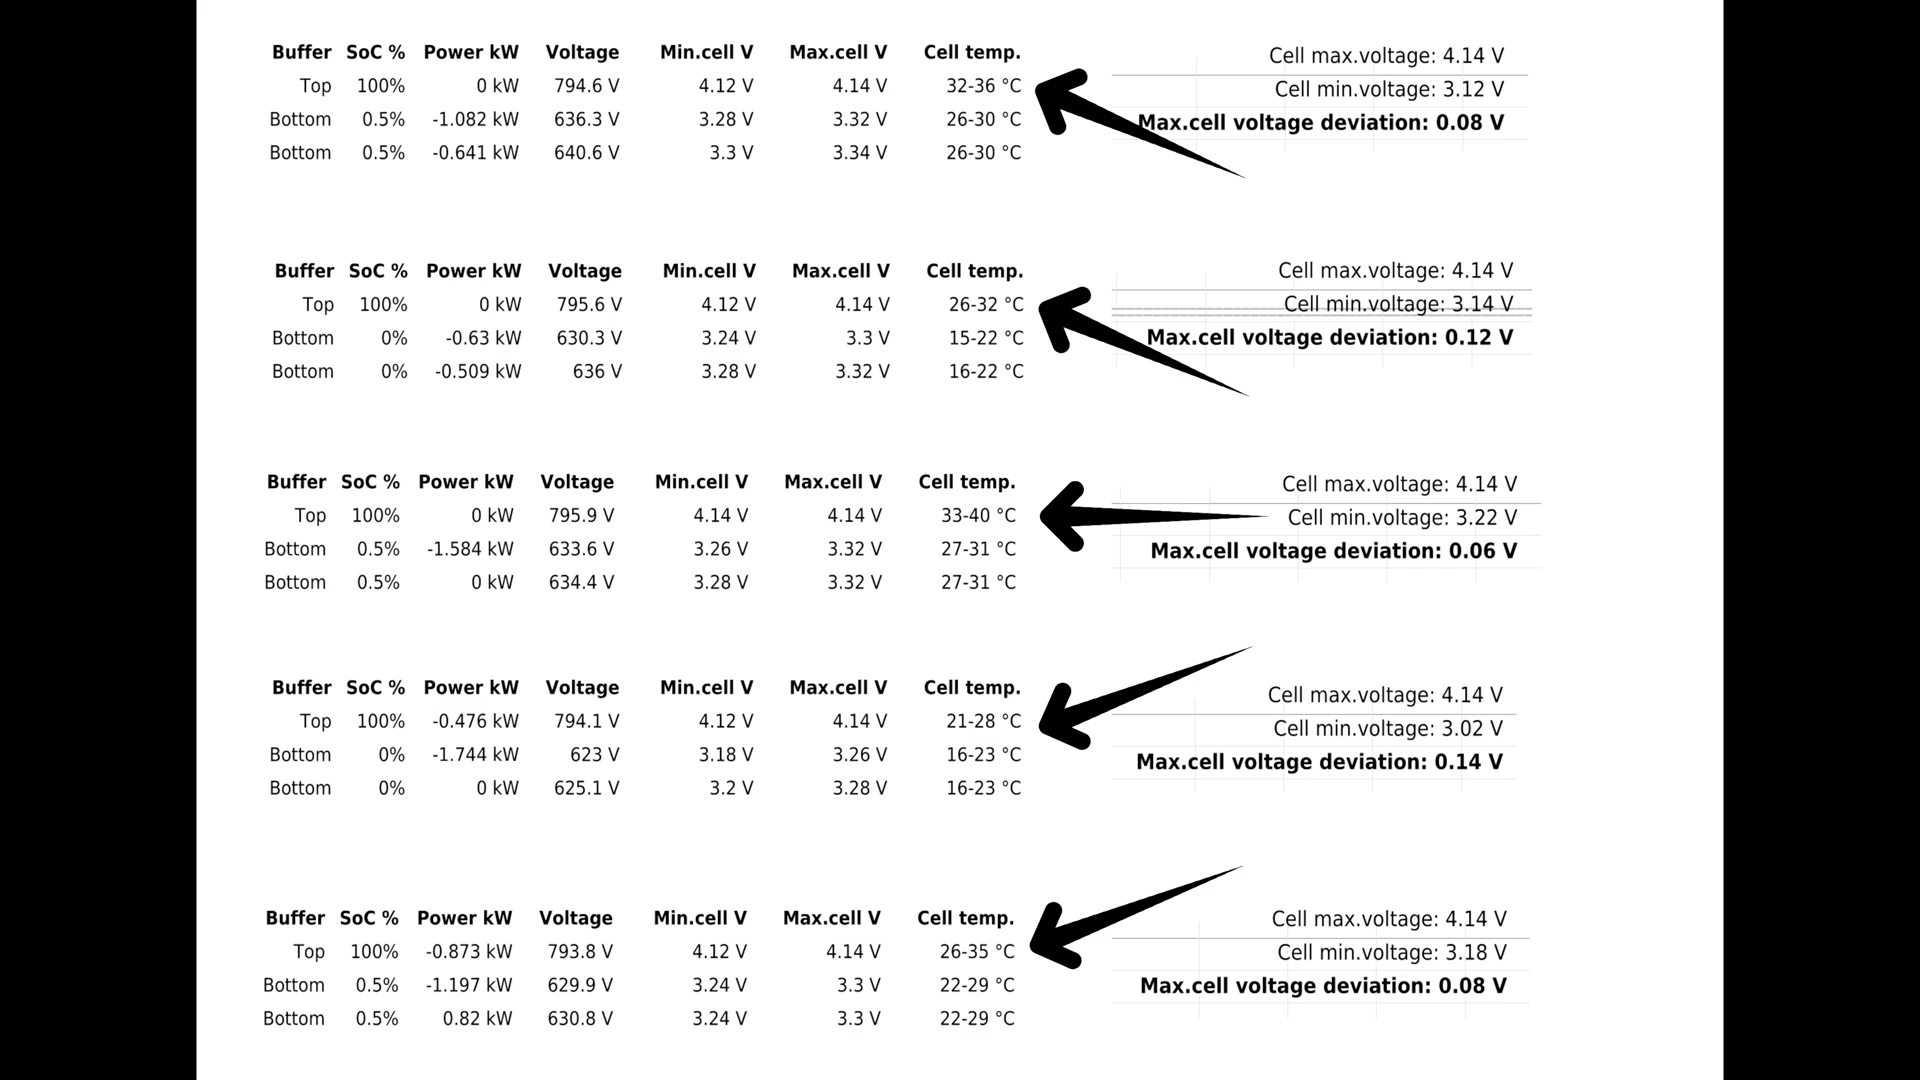 Buffer SoC % Power kW Voltage Min.cell V Max.cell V Cell temp.
Top 100% 0 kW 794.6 V 4.12 V 4.14 V 32-36 °C
Bottom 0.5% -1.082 kW 636.3 V 3.28 V 3.32 V 26-30 °C
Bottom 0.5% -0.641 kW 640.6 V 3.3 V 3.34 V 26-30 °C
Cell max.voltage: 4.14 V
Cell min.voltage: 3.12 V
Max.cell voltage deviation: 0.08 V
Buffer SoC % Power kW Voltage Min.cell V Max.cell V Cell temp.
Top 100% 0 kW 795.6 V 4.12 V 4.14 V 26-32 °C
Bottom 0% -0.63 kW 630.3 V 3.24 V 3.3 V 15-22 °C
Bottom 0% -0.509 kW 636 V 3.28 V 3.32 V 16-22 °C
Cell max.voltage: 4.14 V
Cell min.voltage: 3.14 V
Max.cell voltage deviation: 0.12 V
Buffer SoC % Power kW Voltage Min.cell V Max.cell V Cell temp.
Top 100% 0 kW 795.9 V 4.14 V 4.14 V 33-40 °C
Bottom 0.5% -1.584 kW 633.6 V 3.26 V 3.32 V 27-31 °C
Bottom 0.5% 0 kW 634.4 V 3.28 V 3.32 V 27-31 °C
Cell max.voltage: 4.14 V
Cell min.voltage: 3.22 V
Max.cell voltage deviation: 0.06 V
Buffer SoC % Power kW Voltage Min.cell V Max.cell V Cell temp.
Top 100% -0.476 kW 794.1 V 4.12 V 4.14 V 21-28 °C
Bottom 0% -1.744 kW 623 V 3.18 V 3.26 V 16-23 °C
Bottom 0% 0 kW 625.1 V 3.2 V 3.28 V 16-23 °C
Cell max.voltage: 4.14 V
Cell min.voltage: 3.02 V
Max.cell voltage deviation: 0.14 V
Buffer SoC % Power kW Voltage Min.cell V Max.cell V Cell temp.
Top 100% -0.873 kW 793.8 V 4.12 V 4.14 V 26-35 °C
Bottom 0.5% -1.197 kW 629.9 V 3.24 V 3.3 V 22-29 °C
Bottom 0.5% 0.82 kW 630.8 V 3.24 V 3.3 V 22-29 °C
Cell max.voltage: 4.14 V
Cell min.voltage: 3.18 V
Max.cell voltage deviation: 0.08 V